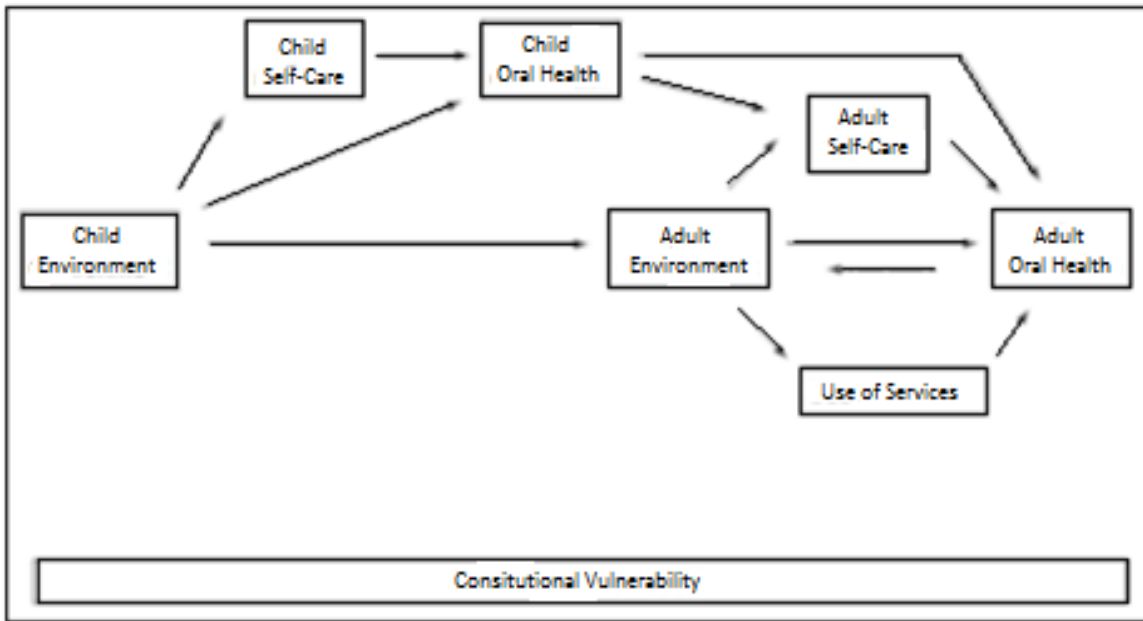 Child
Self-Care
Child
Oral Health
Adult
Self-Care
Child
Environment
Adult
Environment
Adult
Oral Health
Use of Services
Consitutional Vulnerability